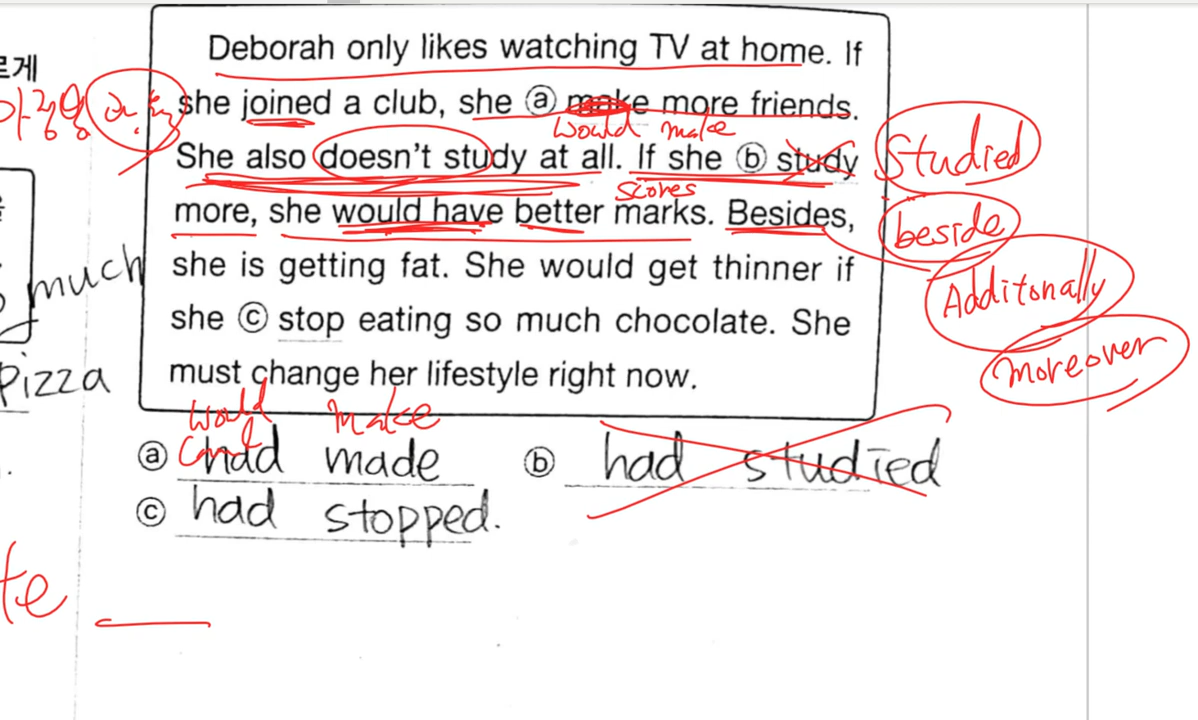 르게
Deborah only likes watching TV at home. If
she joined a club, she ⓐ make more friends.
would make
She also doesn't study at all. If she ⓑ study
studied
scores
more, she would have better marks. Besides,
beside
much
she is getting fat. She would get thinner if
Additonally
she ⓒ stop eating so much chocolate. She
moreover
pizza
must change her lifestyle right now.
would make
ⓐ had made ⓑ had studied
ⓒ had stopped.
te